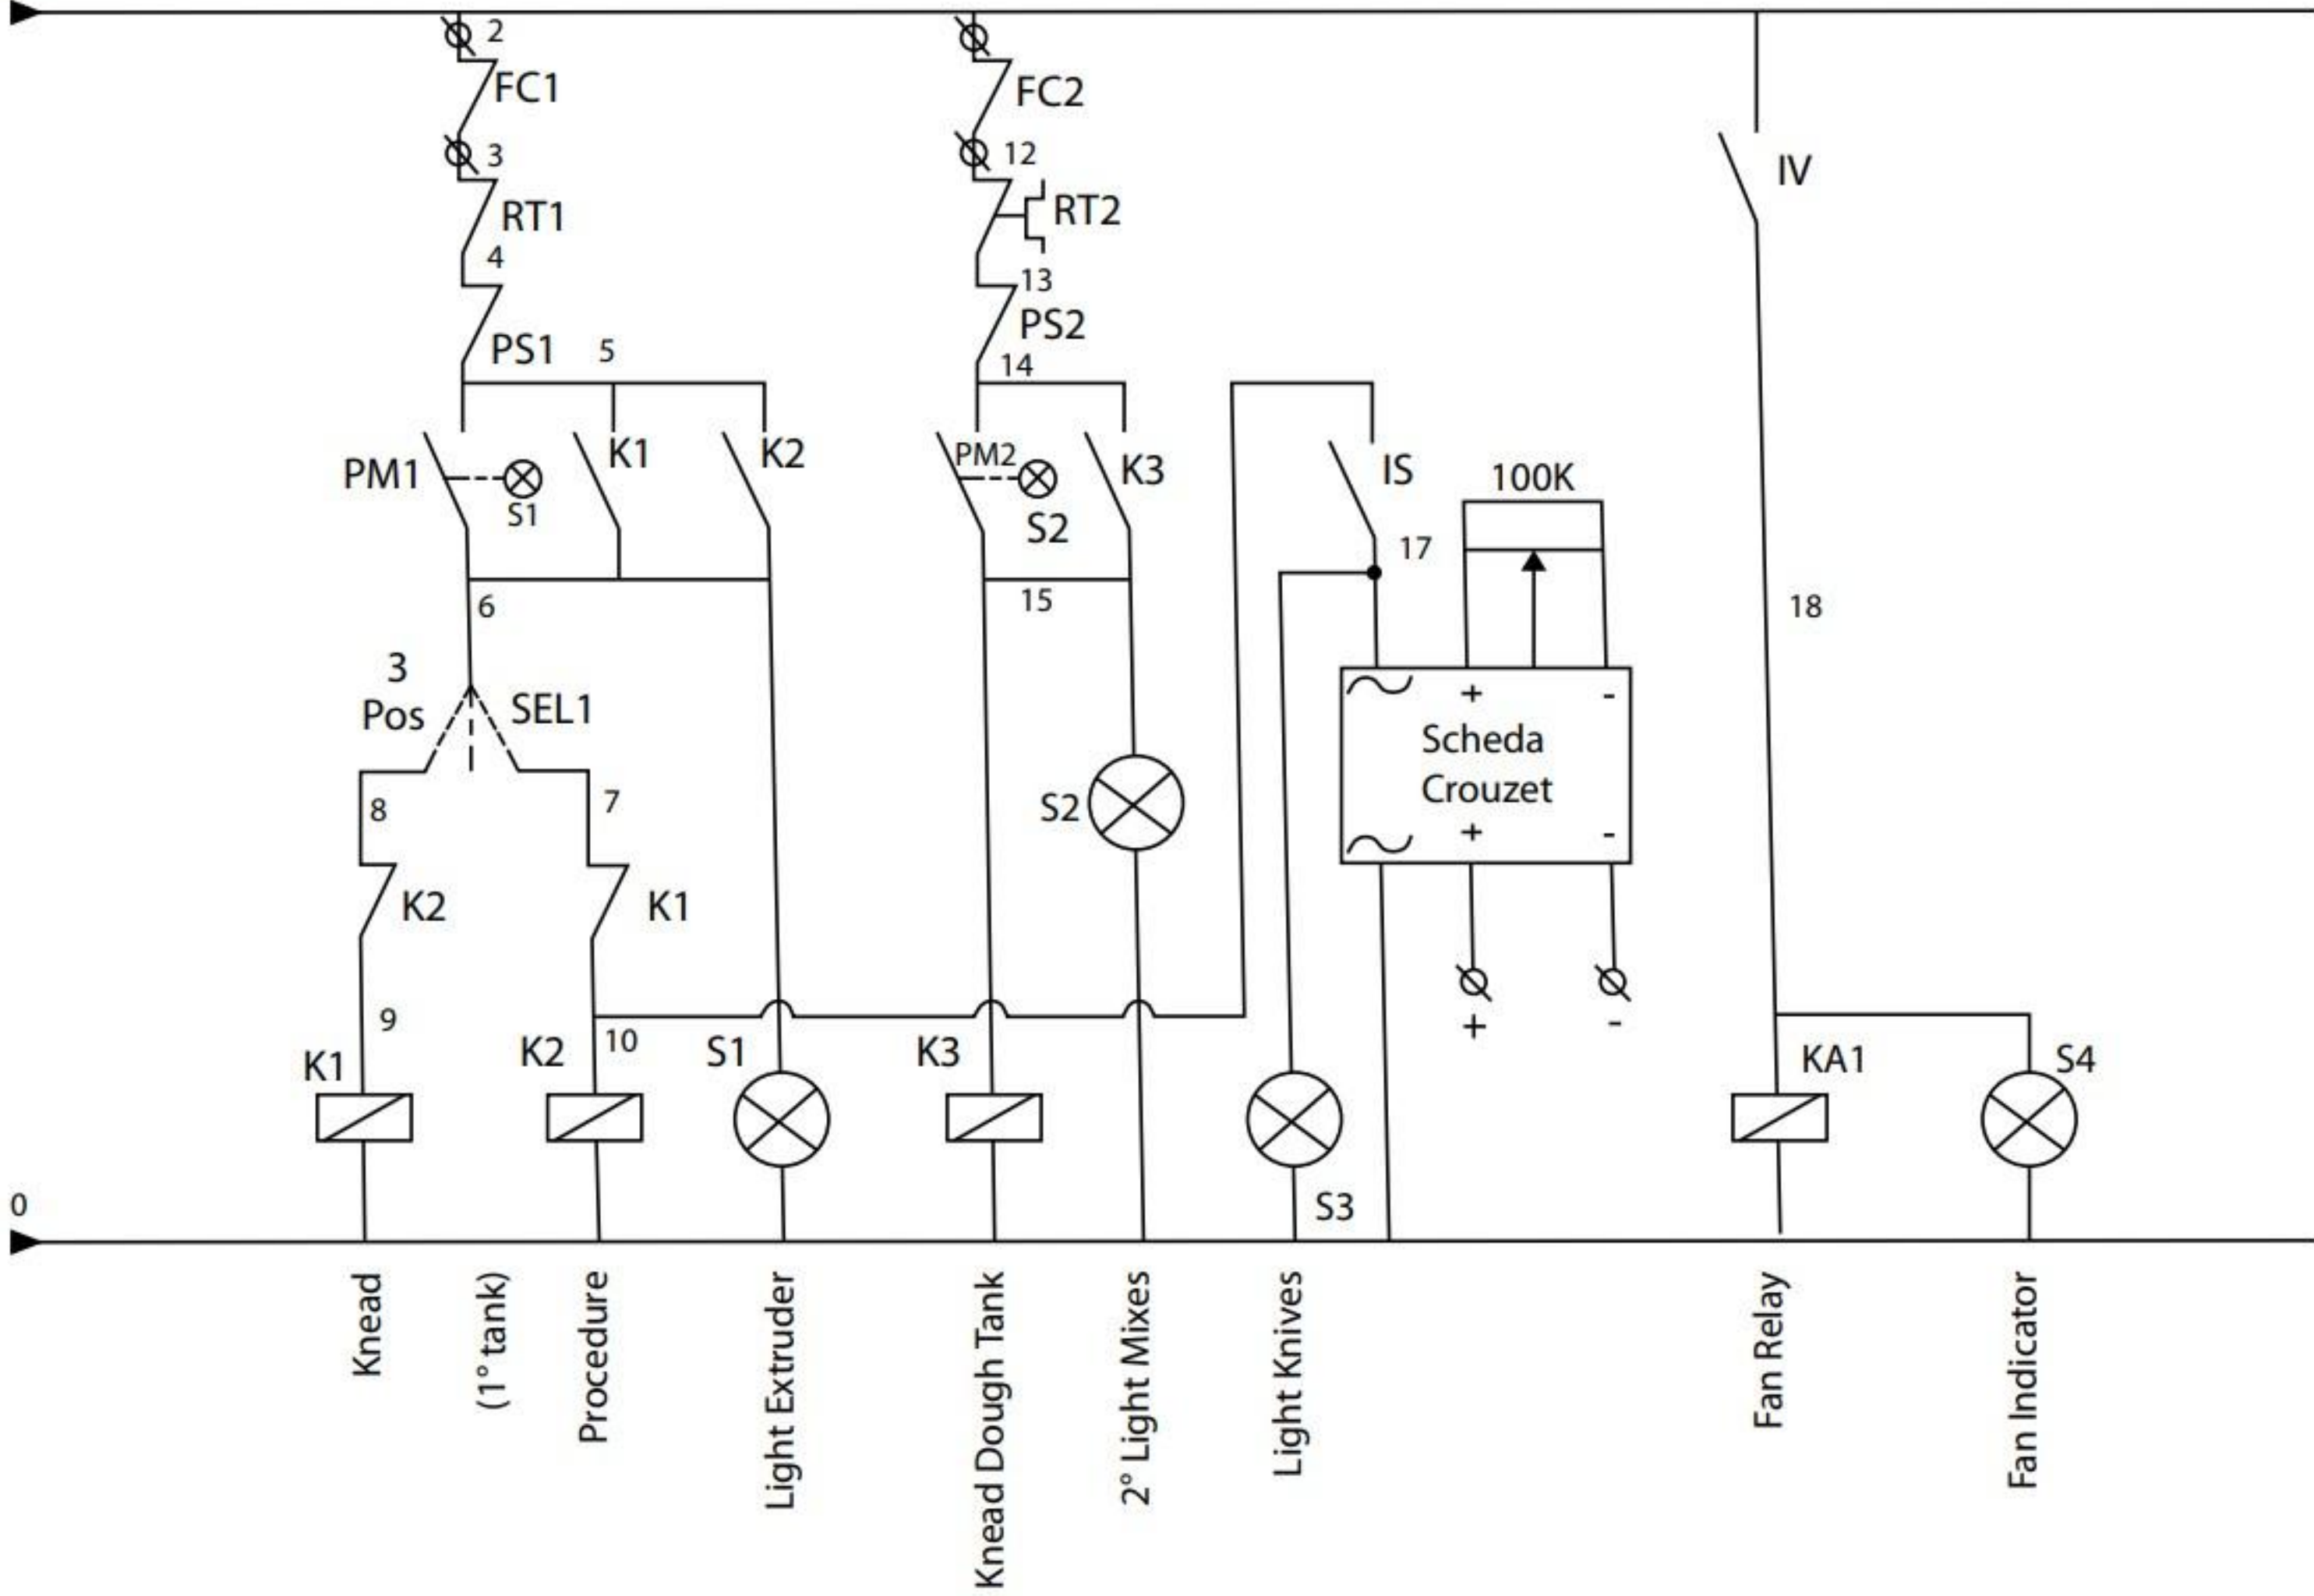 2
FC1
FC2
3
12
IV
RT1
RT2
4
13
PS1
5
PS2
14
PM1
S1
K1
K2
PM2
S2
K3
IS
100K
17
6
15
18
3
Pos
SEL1
8
7
S2
Scheda
Crouzet
+
-
+
-
K2
K1
9
10
+
-
K1
K2
S1
K3
KA1
S4
0
S3
Knead
(1° tank)
Procedure
Light Extruder
Knead Dough Tank
2° Light Mixes
Light Knives
Fan Relay
Fan Indicator